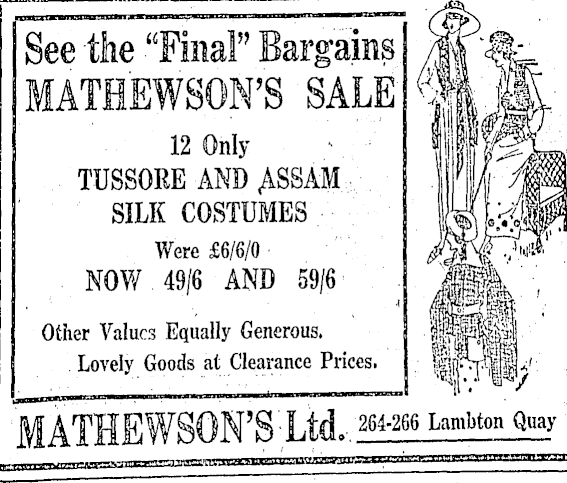 See the "Final" Bargains
MATHEWSON'S SALE
12 Only
TUSSORE AND ASSAM
SILK COSTUMES
Were £6/6/0
NOW 49/6 AND 59/6
Other Values Equally Generous.
Lovely Goods at Clearance Prices.
MATHEWSON'S Ltd. 264-266 Lambton Quay